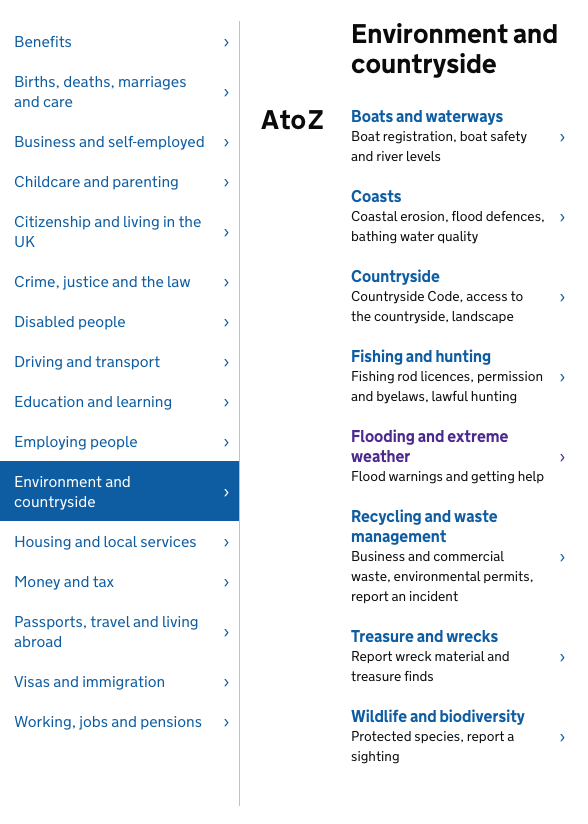 Benefits
Births, deaths, marriages
and care
Business and self-employed
Childcare and parenting
Citizenship and living in the
UK
Crime, justice and the law
Disabled people
Driving and transport
Education and learning
Employing people
Environment and
countryside
Housing and local services
Money and tax
Passports, travel and living
abroad
Visas and immigration
Working, jobs and pensions
Environment and
countryside
A to Z
Boats and waterways
Boat registration, boat safety
and river levels
Coasts
Coastal erosion, flood defences,
bathing water quality
Countryside
Countryside Code, access to
the countryside, landscape
Fishing and hunting
Fishing rod licences, permission
and byelaws, lawful hunting
Flooding and extreme
weather
Flood warnings and getting help
Recycling and waste
management
Business and commercial
waste, environmental permits,
report an incident
Treasure and wrecks
Report wreck material and
treasure finds
Wildlife and biodiversity
Protected species, report a
sighting